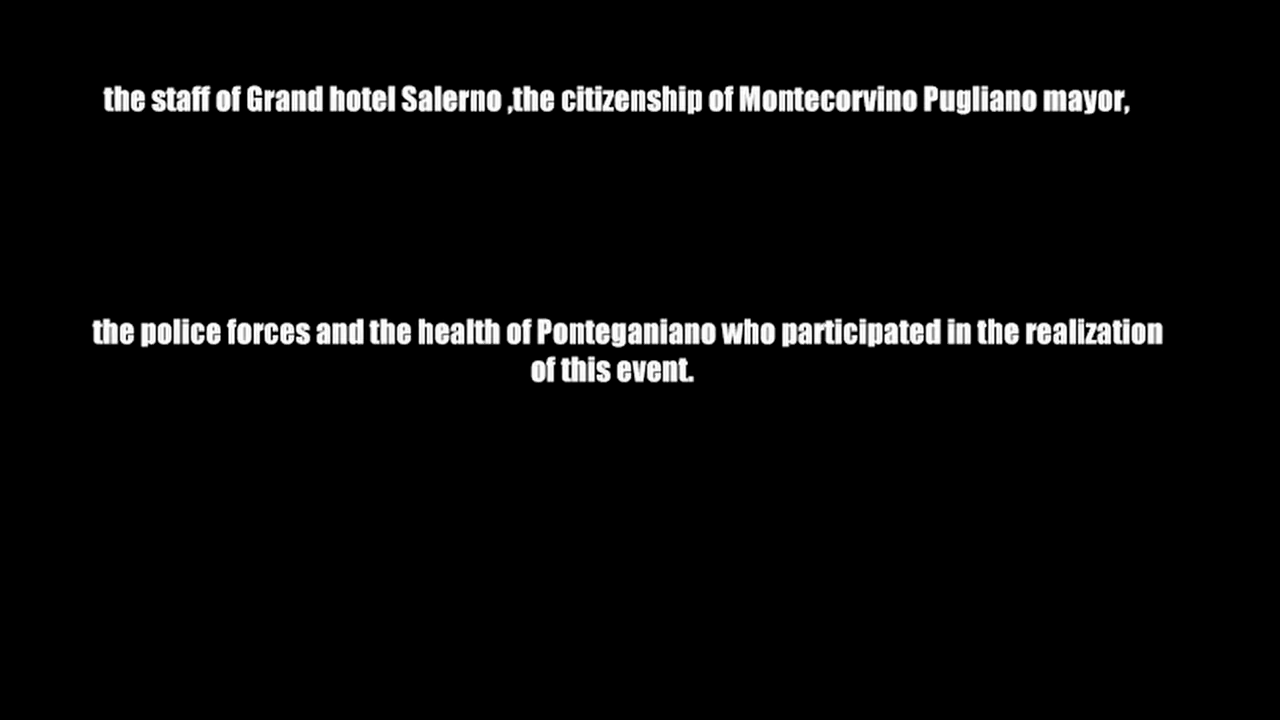 the staff of Grand hotel Salerno ,the citizenship of Montecorvino Pugliano mayor,
the police forces and the health of Ponteganiano who participated in the realization
of this event.